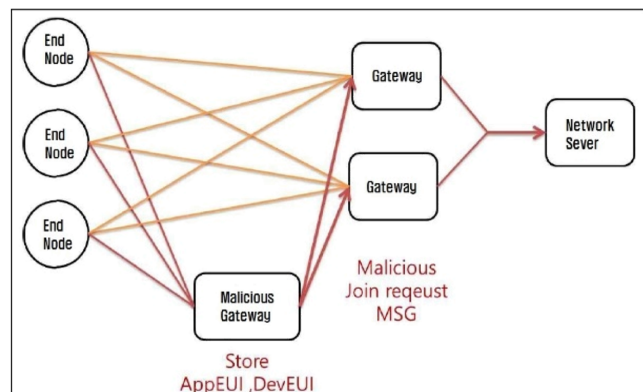 End
Node
End
Node
End
Node
Gateway
Gateway
Network
Sever
Malicious
Gateway
Malicious
Join reqeust
MSG
Store
AppEUI ,DevEUI